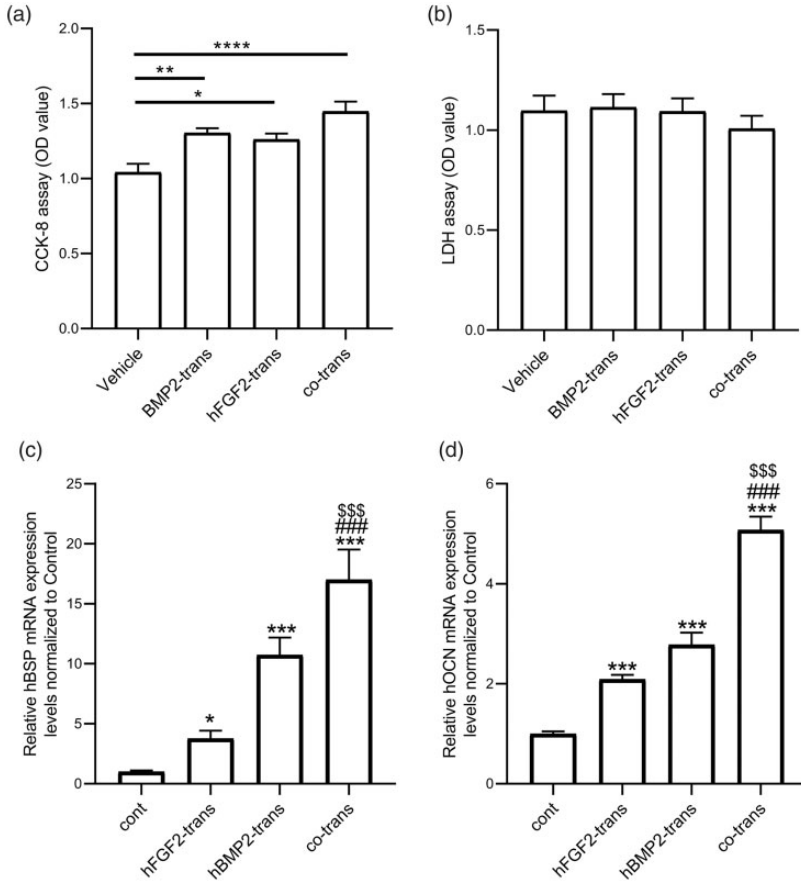 (a)
CCK-8 assay (OD value)
2.0
1.5
1.0
0.5
0.0
****
**
*
Vehicle
BMP2-trans
hFGF2-trans
co-trans
(b)
LDH assay (OD value)
1.5
1.0
0.5
0.0
Vehicle
BMP2-trans
hFGF2-trans
co-trans
(c)
Relative hBSP mRNA expression
levels normalized to Control
25
20
15
10
5
0
*
***
$$$
###
***
cont
hFGF2-trans
hBMP2-trans
co-trans
(d)
Relative hOCN mRNA expression
levels normalized to Control
6
4
2
0
***
***
$$$
###
***
cont
hFGF2-trans
hBMP2-trans
co-trans